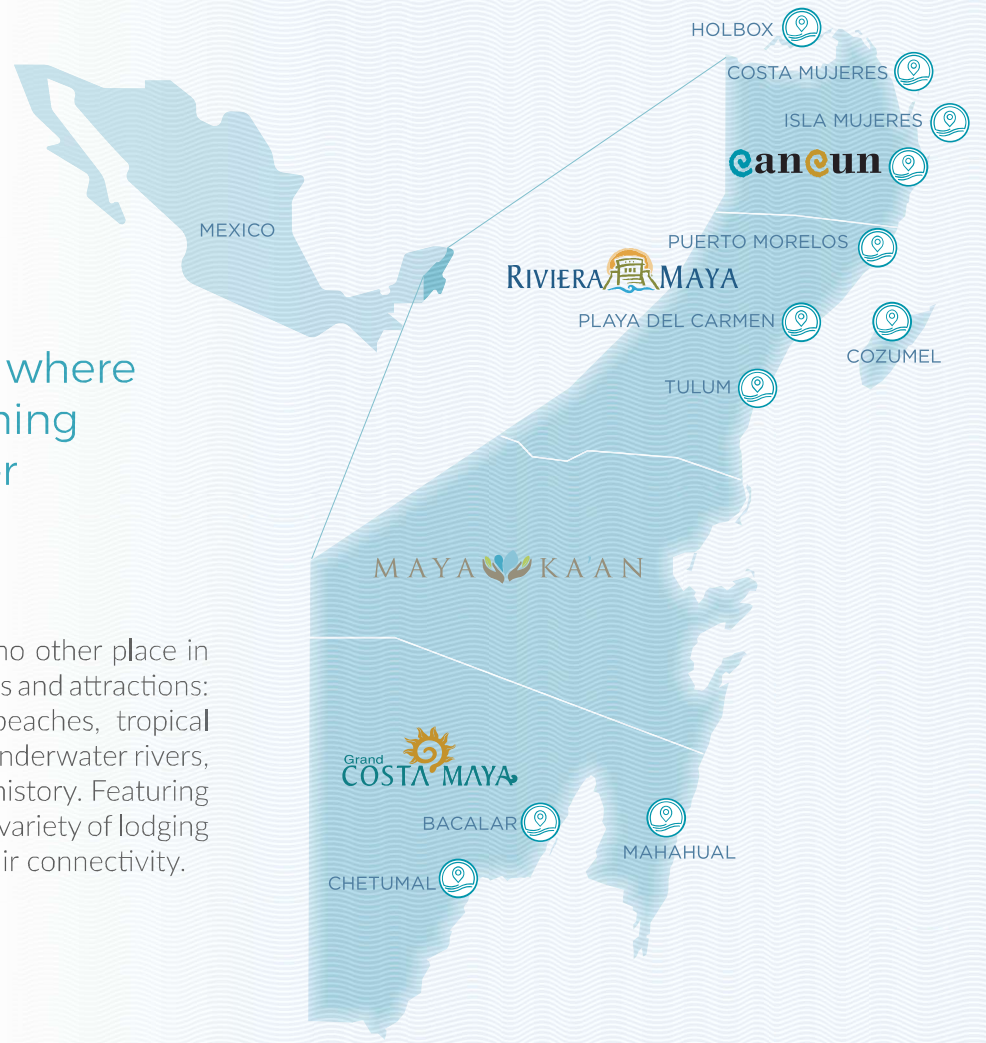 HOLBOX
COSTA MUJERES
ISLA MUJERES
cancun
MEXICO
PUERTO MORELOS
RIVIERA MAYA
PLAYA DEL CARMEN
COZUMEL
TULUM
where
MAYA KA'AN
no other place in
s and attractions:
beaches, tropical
nderwater rivers,
history. Featuring
variety of lodging
ir connectivity.
Grand
COSTA MAYA
BACALAR
MAHAHUAL
CHETUMAL